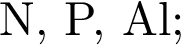 N, P, Al;